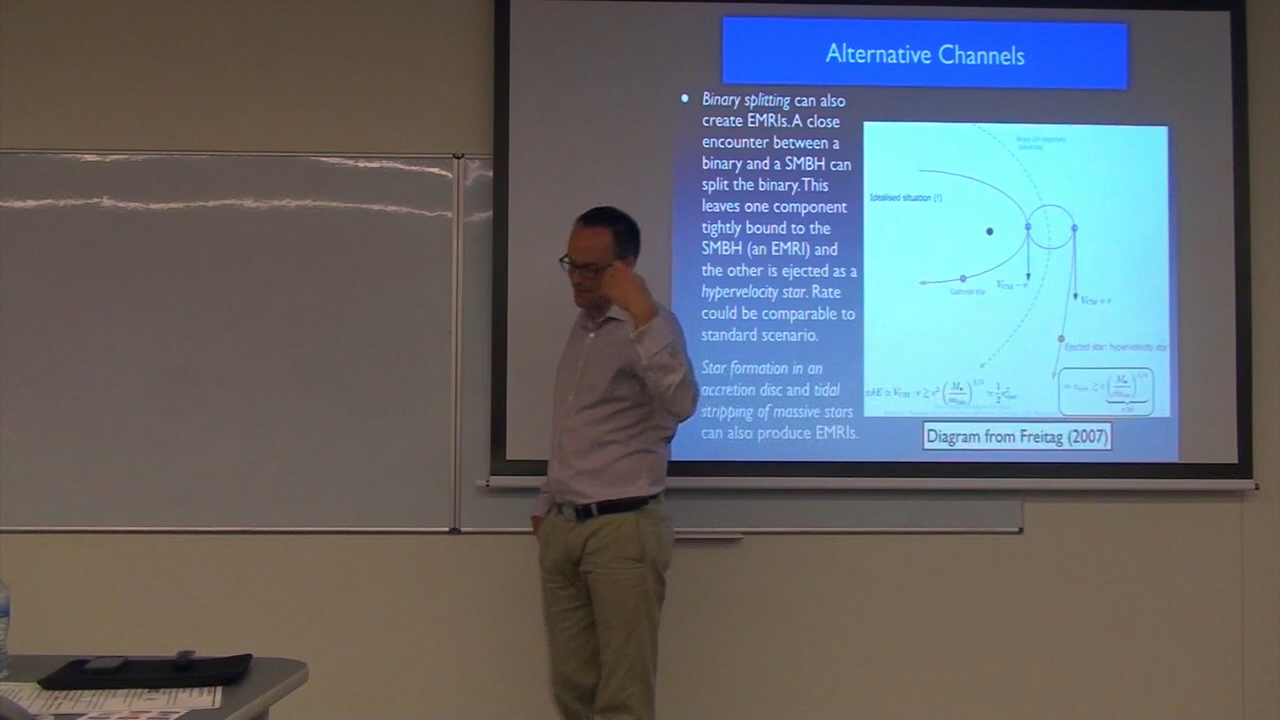 Alternative Channels
• Binary splitting can also
create EMRIs. A close
encounter between a
binary and a SMBH can
split the binary. This
leaves one component
tightly bound to the
SMBH (an EMRI) and
the other is ejected as a
hypervelocity star. Rate
could be comparable to
standard scenario.
Star formation in an
accretion disc and tidal
stripping of massive stars
can also produce EMRIs.
Idealised situation (!)
Captured star
Ejected star: hypervelocity star
Diagram from Freitag (2007)